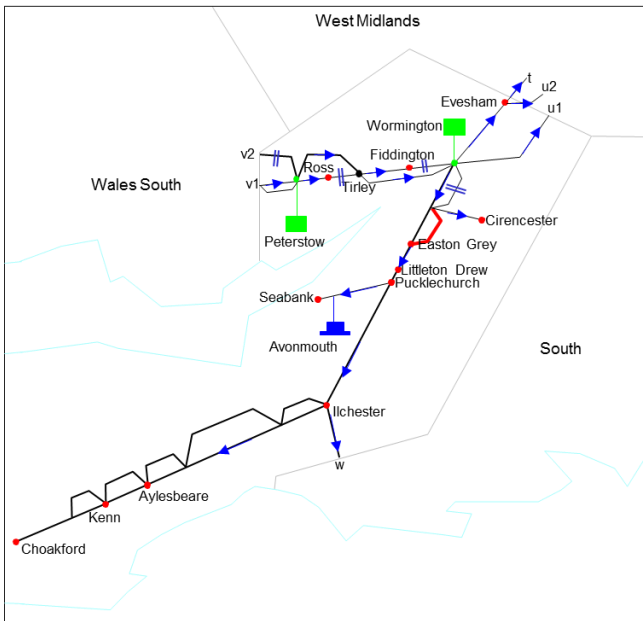 West Midlands
t
u2
Evesham
u1
Wormington
v2
Ross
Fiddington
Tirley
v1
Wales South
Cirencester
Peterstow
Easton Grey
Littleton Drew
Pucklechurch
Seabank
Avonmouth
South
Ilchester
w
Aylesbeare
Kenn
Choakford